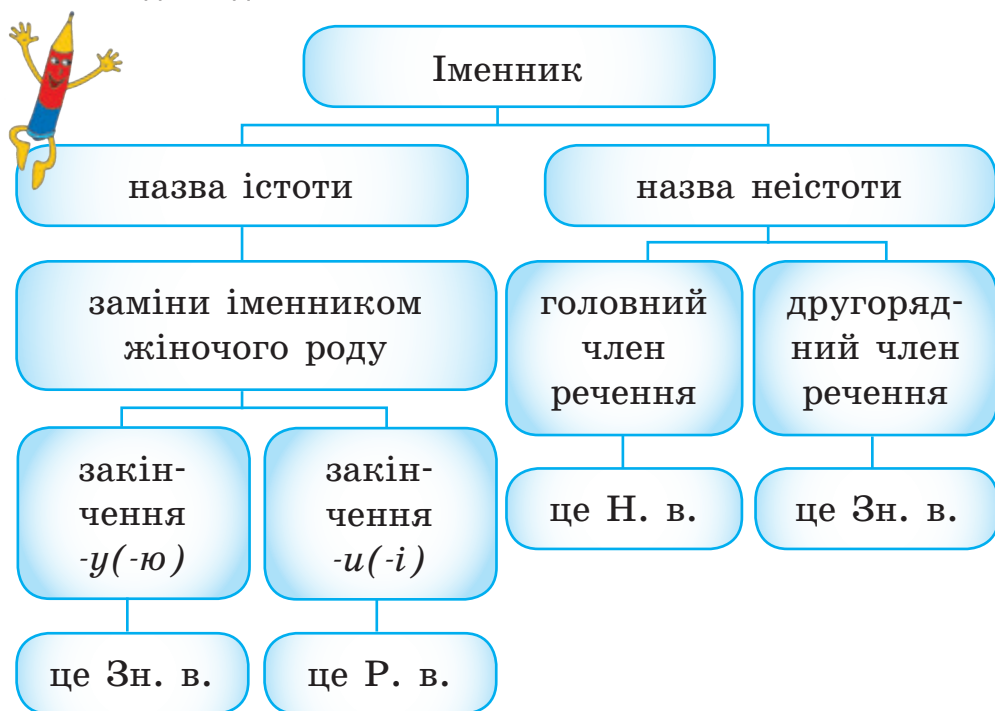 Іменник
назва істоти
назва неістоти
заміни іменником
жіночого роду
головний
член
речення
другоряд-
ний член
речення
закін-
чення
-у(-ю)
закін-
чення
-и(-і)
це Н. в.
це Зн. в.
це Зн. в.
це Р. в.